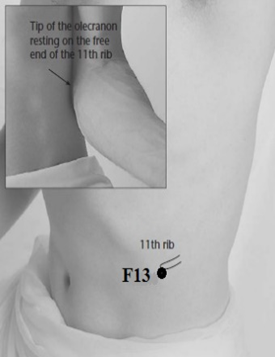 Tip of the olecranon
resting on the free
end of the 11th rib
11th rib
F13